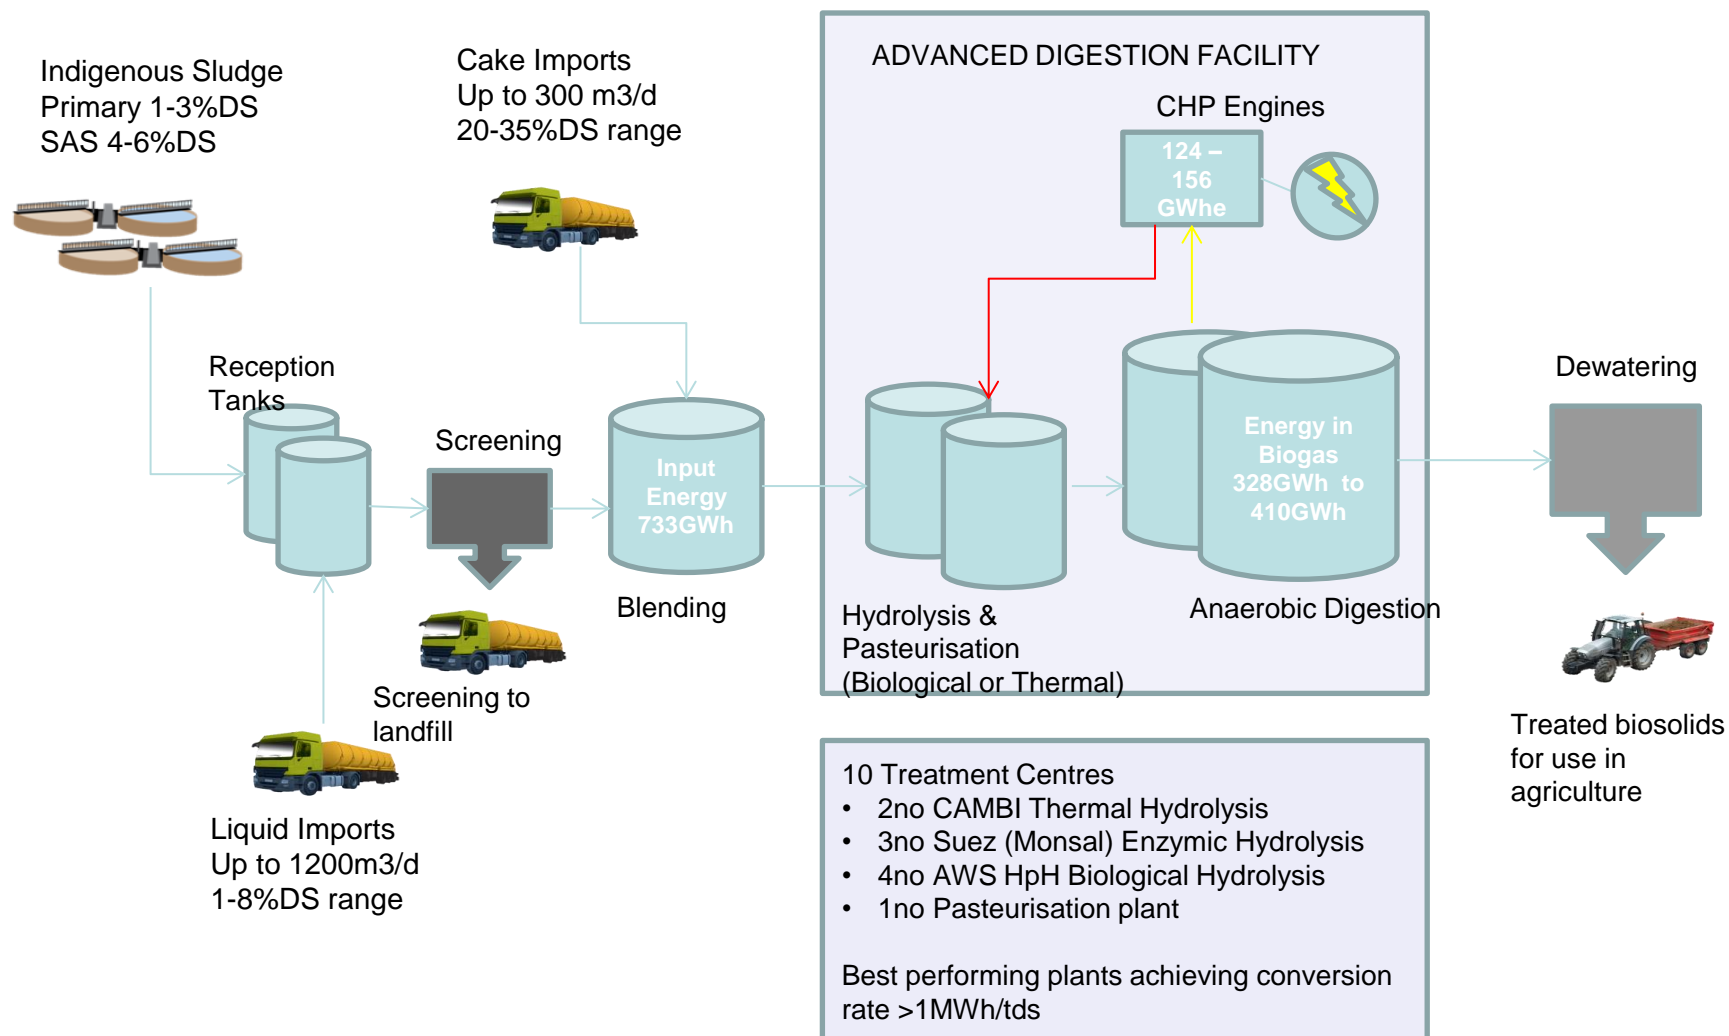 Indigenous Sludge
Primary 1-3%DS
SAS 4-6%DS
Cake Imports
Up to 300 m3/d
20-35%DS range
ADVANCED DIGESTION FACILITY
CHP Engines
124 –
156
GWhe
Reception
Tanks
Screening
Input
Energy
733GWh
Energy in
Biogas
328GWh to
410GWh
Dewatering
Blending
Hydrolysis &
Pasteurisation
(Biological or Thermal)
Anaerobic Digestion
Screening to
landfill
Liquid Imports
Up to 1200m3/d
1-8%DS range
Treated biosolids
for use in
agriculture
10 Treatment Centres
• 2no CAMBI Thermal Hydrolysis
• 3no Suez (Monsal) Enzymic Hydrolysis
• 4no AWS HpH Biological Hydrolysis
• 1no Pasteurisation plant
Best performing plants achieving conversion
rate >1MWh/tds